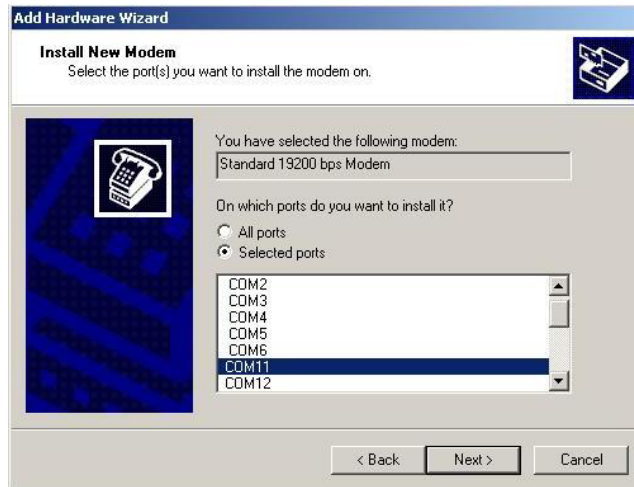 Add Hardware Wizard
Install New Modem
Select the port(s) you want to install the modem on.
You have selected the following modem:
Standard 19200 bps Modem
On which ports do you want to install it?
All ports
Selected ports
COM2
COM3
COM4
COM5
COM6
COM11
COM12
< Back
Next >
Cancel